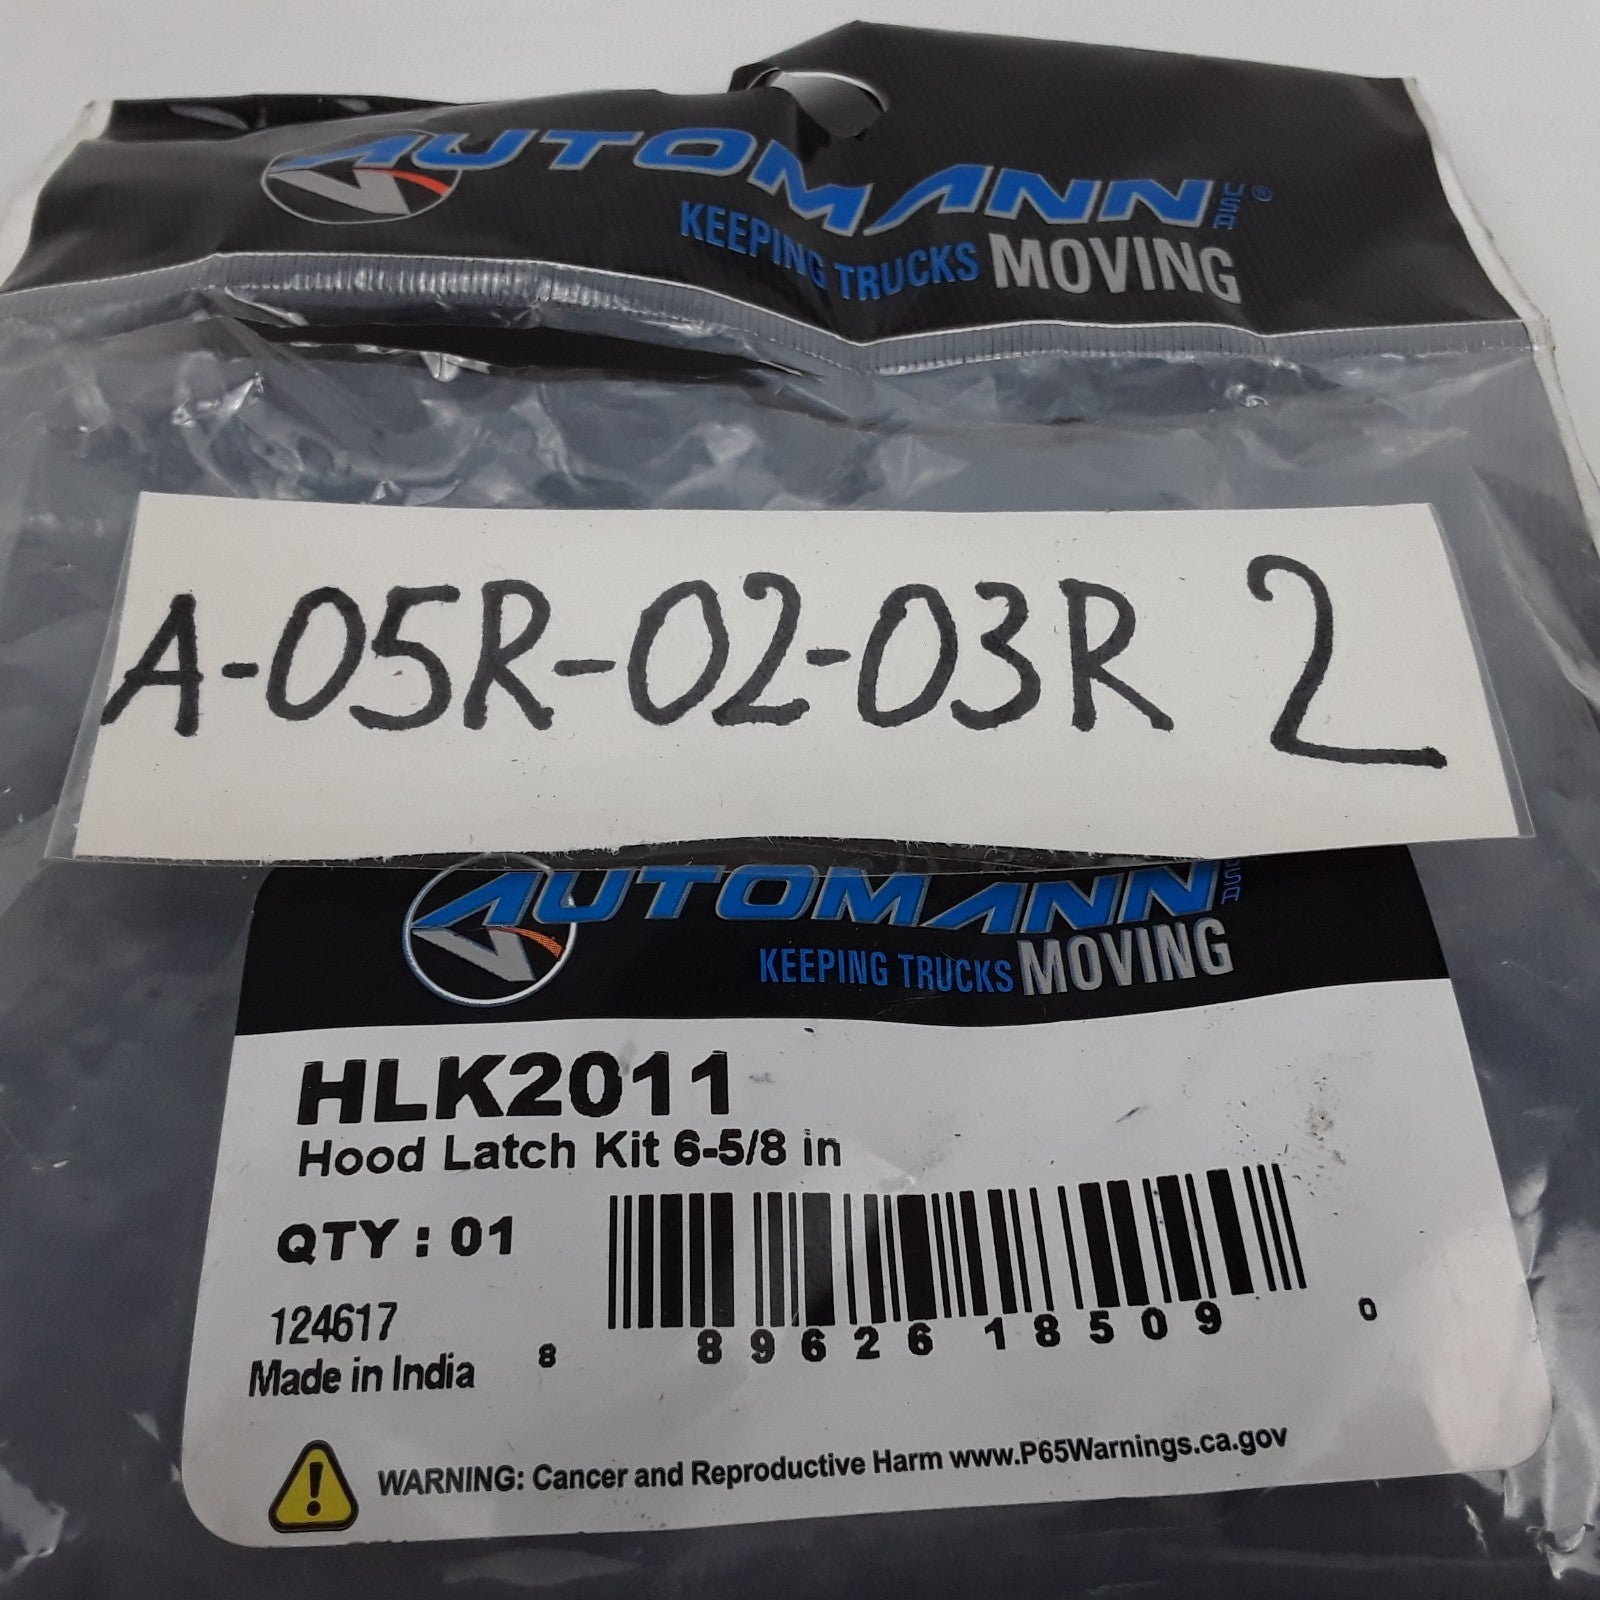 AUTOMANN USA®
KEEPING TRUCKS MOVING
A-05R-02-03R 2
AUTOMANN USA
KEEPING TRUCKS MOVING
HLK2011
Hood Latch Kit 6-5/8 in
QTY : 01
124617
Made in India
8 89626 18509 0
WARNING: Cancer and Reproductive Harm www.P65Warnings.ca.gov